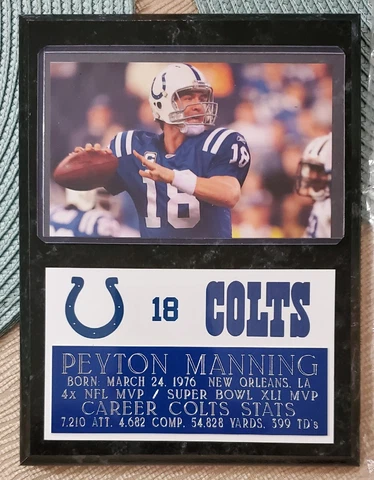 18
18
18 COLTS
PEYTON MANNING
BORN: MARCH 24, 1976 NEW ORLEANS, LA
4x NFL MVP / SUPER BOWL XLI MVP
CAREER COLTS STATS
7,210 ATT. 4,682 COMP. 54,828 YARDS, 399 TD's